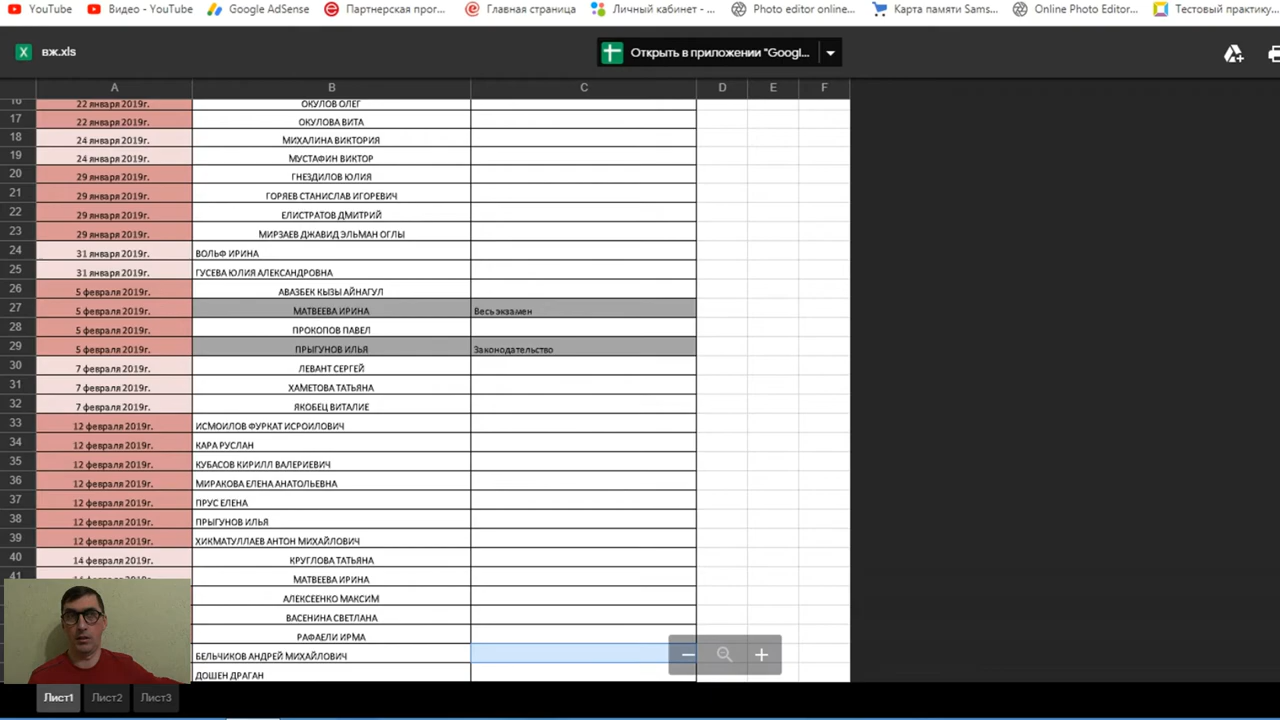 YouTube Видео - YouTube Google AdSense Партнерская прог... Главная страница Личный кабинет - ... Photo editor online... Карта памяти Sams... Online Photo Editor... Тестовый практику...
X вж.xls Открыть в приложении "Googl...
A B C D E F
16 22 января 2019г. ОКУЛОВ ОЛЕГ
17 22 января 2019г. ОКУЛОВА ВИТА
18 24 января 2019г. МИХАЛИНА ВИКТОРИЯ
19 24 января 2019г. МУСТАФИН ВИКТОР
20 29 января 2019г. ГНЕЗДИЛОВ ЮЛИЯ
21 29 января 2019г. ГОРЯЕВ СТАНИСЛАВ ИГОРЕВИЧ
22 29 января 2019г. ЕЛИСТРАТОВ ДМИТРИЙ
23 29 января 2019г. МИРЗАЕВ ДЖАВИД ЭЛЬМАН ОГЛЫ
24 31 января 2019г. ВОЛЬФ ИРИНА
25 31 января 2019г. ГУСЕВА ЮЛИЯ АЛЕКСАНДРОВНА
26 5 февраля 2019г. АВАЗБЕК КЫЗЫ АЙНАГУЛ
27 5 февраля 2019г. МАТВЕЕВА ИРИНА Весь экзамен
28 5 февраля 2019г. ПРОКОПОВ ПАВЕЛ
29 5 февраля 2019г. ПРЫГУНОВ ИЛЬЯ Законодательство
30 7 февраля 2019г. ЛЕВАНТ СЕРГЕЙ
31 7 февраля 2019г. ХАМЕТОВА ТАТЬЯНА
32 7 февраля 2019г. ЯКОБЕЦ ВИТАЛИЕ
33 12 февраля 2019г. ИСМОИЛОВ ФУРКАТ ИСРОИЛОВИЧ
34 12 февраля 2019г. КАРА РУСЛАН
35 12 февраля 2019г. КУБАСОВ КИРИЛЛ ВАЛЕРИЕВИЧ
36 12 февраля 2019г. МИРАКОВА ЕЛЕНА АНАТОЛЬЕВНА
37 12 февраля 2019г. ПРУС ЕЛЕНА
38 12 февраля 2019г. ПРЫГУНОВ ИЛЬЯ
39 12 февраля 2019г. ХИКМАТУЛЛАЕВ АНТОН МИХАЙЛОВИЧ
40 14 февраля 2019г. КРУГЛОВА ТАТЬЯНА
41 МАТВЕЕВА ИРИНА
АЛЕКСЕЕНКО МАКСИМ
ВАСЕНИНА СВЕТЛАНА
РАФАЕЛИ ИРМА
БЕЛЬЧИКОВ АНДРЕЙ МИХАЙЛОВИЧ
ДОШЕН ДРАГАН
Лист1 Лист2 Лист3